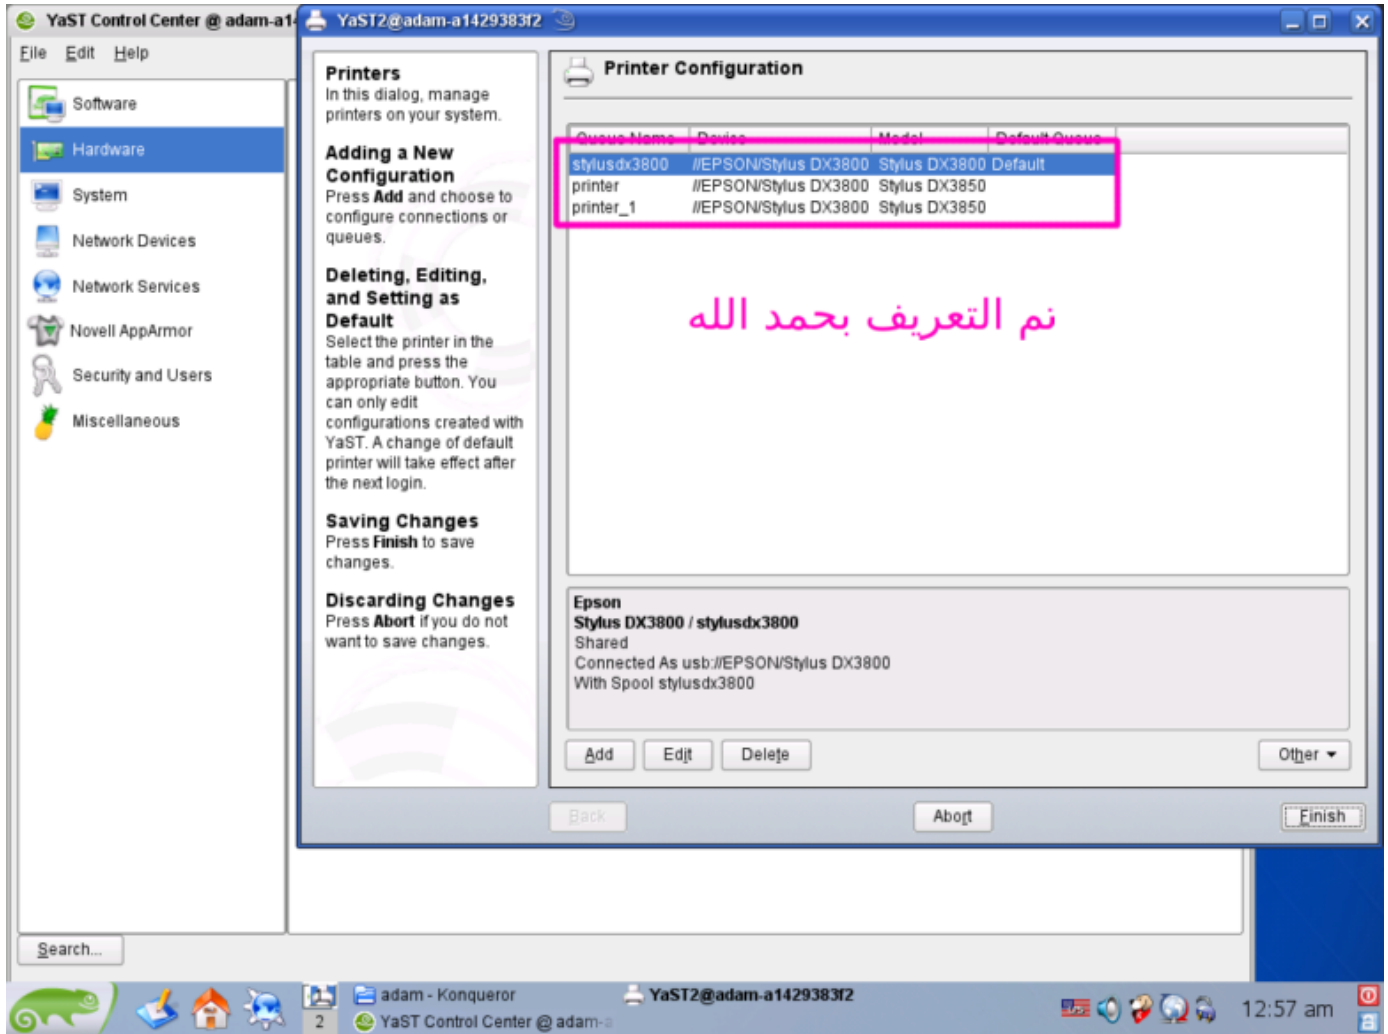 YaST Control Center @ adam-a14
File Edit Help
Software
Hardware
System
Network Devices
Network Services
Novell AppArmor
Security and Users
Miscellaneous
Search...
YaST2@adam-a1429383f2
Printers
In this dialog, manage
printers on your system.
Adding a New
Configuration
Press Add and choose to
configure connections or
queues.
Deleting, Editing,
and Setting as
Default
Select the printer in the
table and press the
appropriate button. You
can only edit
configurations created with
YaST. A change of default
printer will take effect after
the next login.
Saving Changes
Press Finish to save
changes.
Discarding Changes
Press Abort if you do not
want to save changes.
Printer Configuration
Queue Name Device Model Default Queue
stylusdx3800 //EPSON/Stylus DX3800 Stylus DX3800 Default
printer //EPSON/Stylus DX3800 Stylus DX3850
printer_1 //EPSON/Stylus DX3800 Stylus DX3850
نم التعريف بحمد الله
Epson
Stylus DX3800 / stylusdx3800
Shared
Connected As usb://EPSON/Stylus DX3800
With Spool stylusdx3800
Add Edit Delete Other
Back Abort Finish
2
adam - Konqueror
YaST Control Center @ adam-a
YaST2@adam-a1429383f2
12:57 am